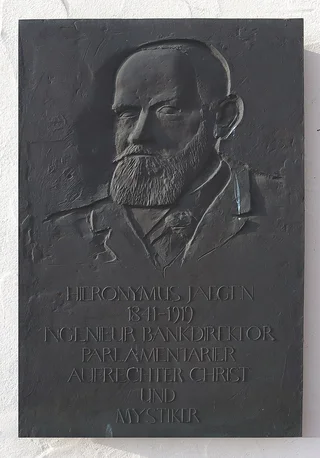 HIERONYMUS JAEGEN
1841–1919
INGENIEUR BANKDIREKTOR
PARLAMENTARIER
AUFRECHTER CHRIST
UND
MYSTIKER